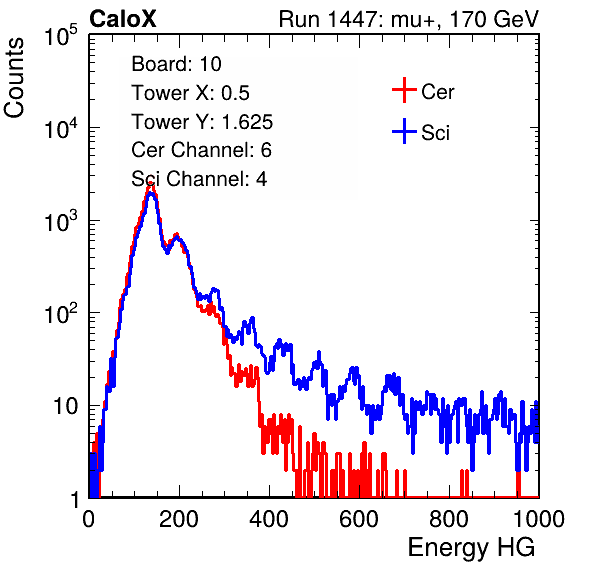 CaloX Run 1447: mu+, 170 GeV
Counts
Board: 10
Tower X: 0.5
Tower Y: 1.625
Cer Channel: 6
Sci Channel: 4
Cer
Sci
10^5
10^4
10^3
10^2
10
1
0 200 400 600 800 1000
Energy HG